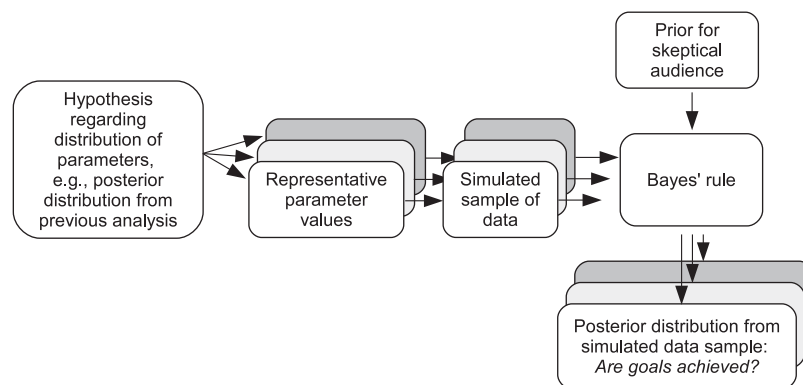 Hypothesis
regarding
distribution of
parameters,
e.g., posterior
distribution from
previous analysis
Representative
parameter
values
Simulated
sample of
data
Prior for
skeptical
audience
Bayes' rule
Posterior distribution from
simulated data sample:
Are goals achieved?